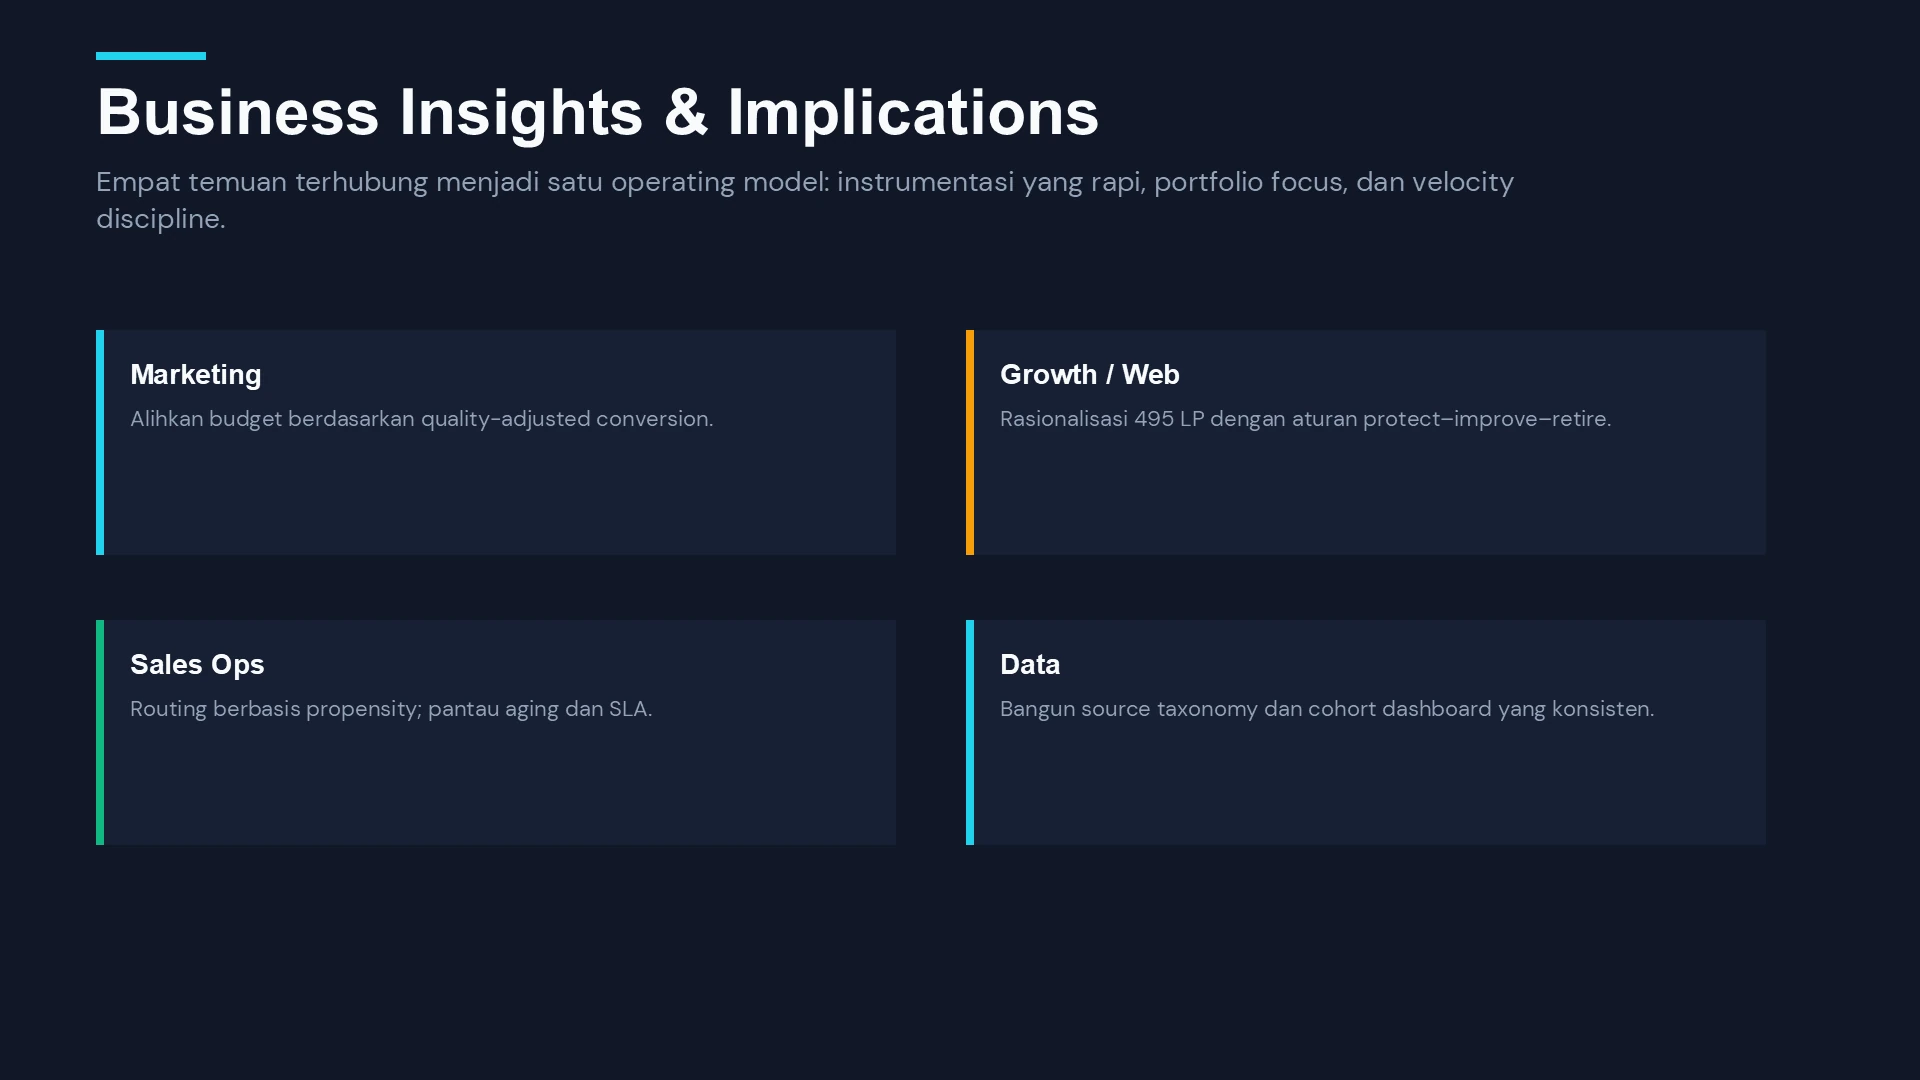 Business Insights & Implications
Empat temuan terhubung menjadi satu operating model: instrumentasi yang rapi, portfolio focus, dan velocity
discipline.
Marketing
Alihkan budget berdasarkan quality-adjusted conversion.
Growth / Web
Rasionalisasi 495 LP dengan aturan protect–improve–retire.
Sales Ops
Routing berbasis propensity; pantau aging dan SLA.
Data
Bangun source taxonomy dan cohort dashboard yang konsisten.